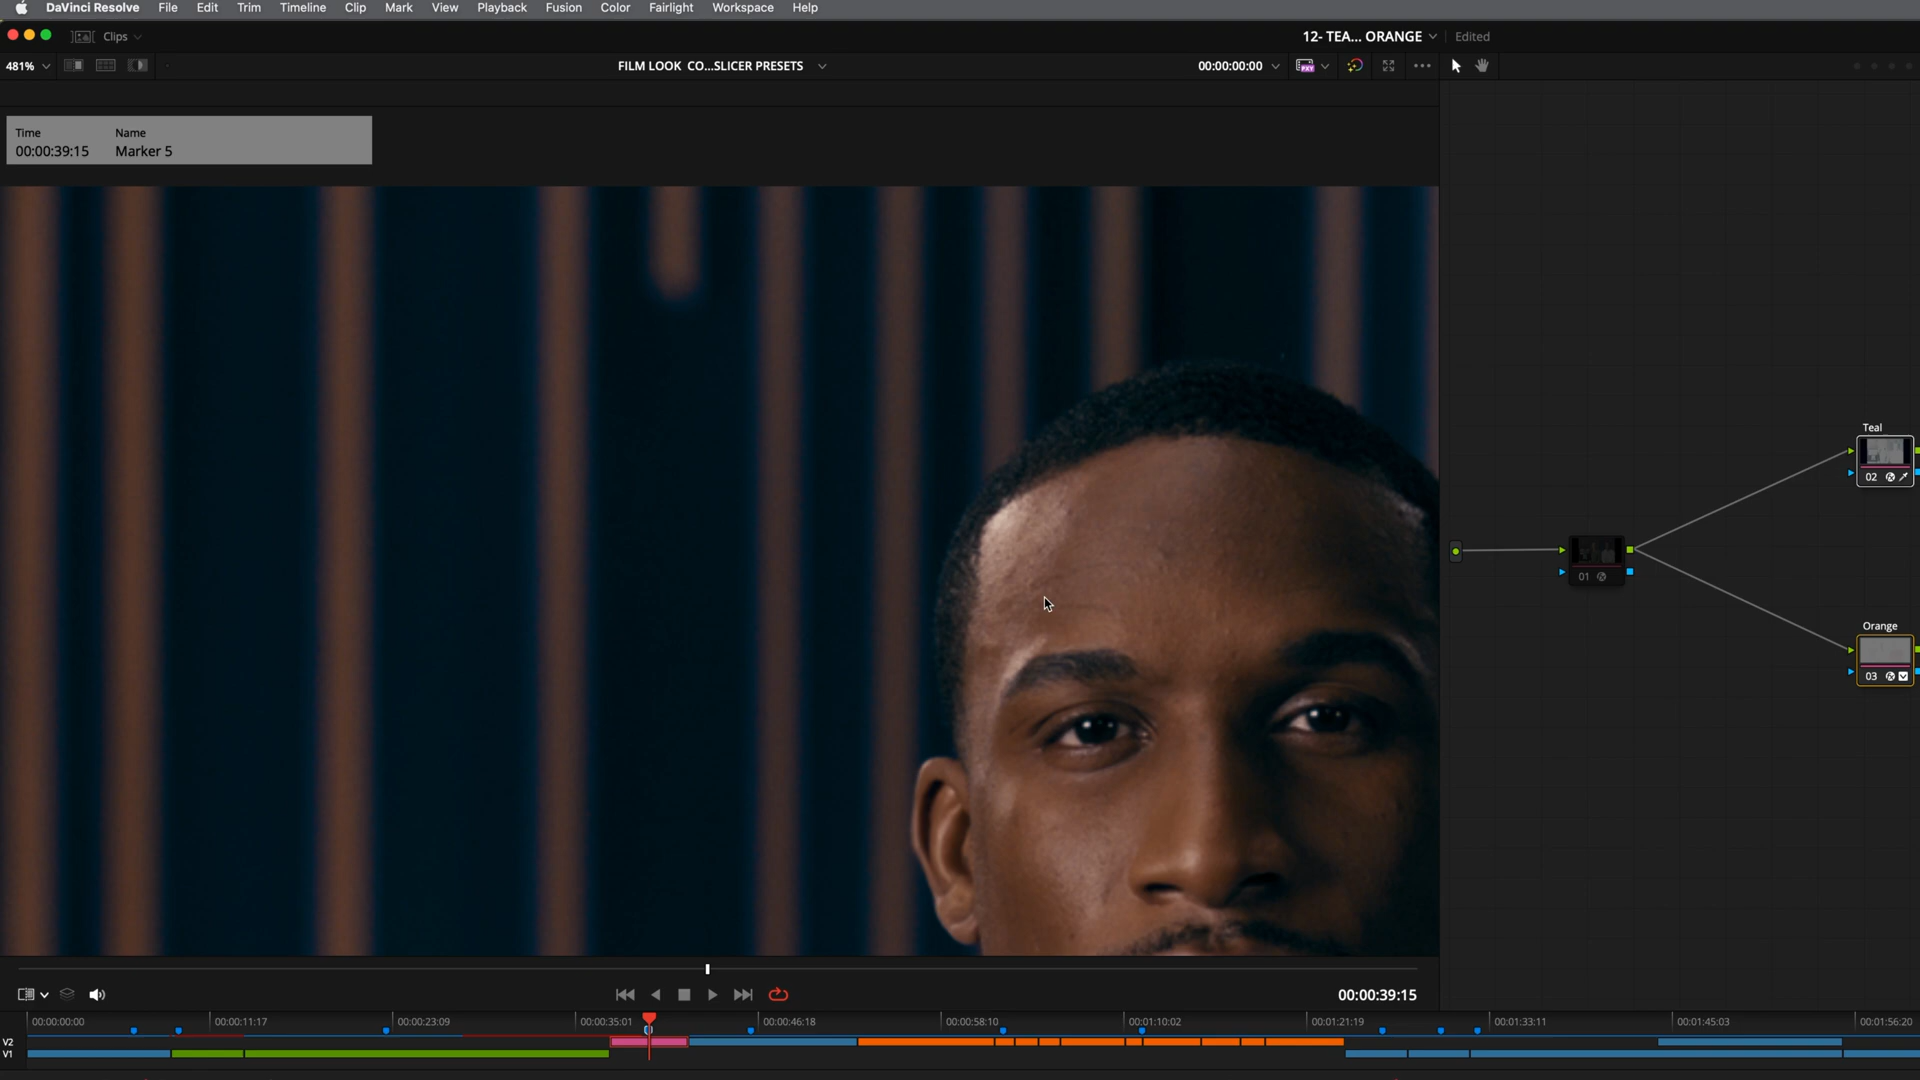 DaVinci Resolve File Edit Trim Timeline Clip Mark View Playback Fusion Color Fairlight Workspace Help
Clips 12- TEA... ORANGE Edited
481% FILM LOOK CO...SLICER PRESETS 00:00:00:00 PXY
Time Name
00:00:39:15 Marker 5
Teal
02
01
Orange
03
00:00:39:15
00:00:00:00 00:00:11:17 00:00:23:09 00:00:35:01 00:00:46:18 00:00:58:10 00:01:10:02 00:01:21:19 00:01:33:11 00:01:45:03 00:01:56:20
V2
V1